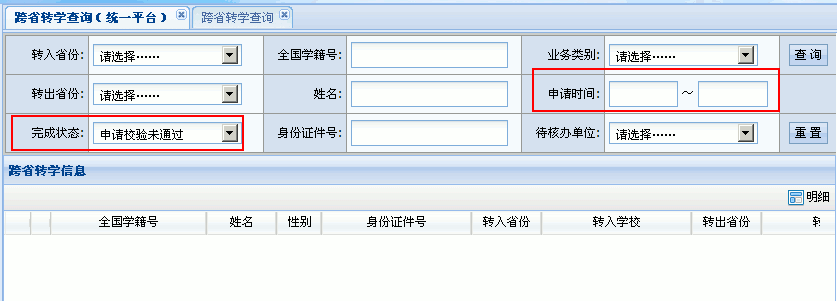 跨省转学查询（统一平台） 跨省转学查询
转入省份: 请选择…… 全国学籍号: 业务类别: 请选择…… 查 询
转出省份: 请选择…… 姓名: 申请时间: ～
完成状态: 申请校验未通过 身份证件号: 待核办单位: 请选择…… 重 置
跨省转学信息
明细
全国学籍号 姓名 性别 身份证件号 转入省份 转入学校 转出省份